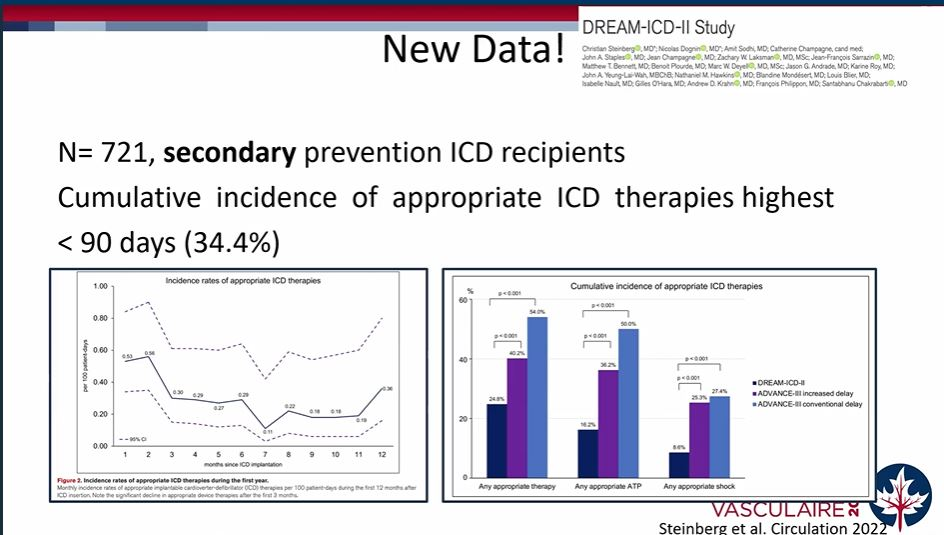 New Data!
DREAM-ICD-II Study
Christian Steinberg, MD*; Nicolas Dognin, MD*; Amit Sodhi, MD; Catherine Champagne, cand med;
John A. Staples, MD; Jean Champagne, MD; Zachary W. Laksman, MD, MSc; Jean-François Sarrazin, MD;
Matthew T. Bennett, MD; Benoit Plourde, MD; Marc W. Deyell, MD, MSc; Jason G. Andrade, MD; Karine Roy, MD;
John A. Yeung-Lai-Wah, MBChB; Nathaniel M. Hawkins, MD; Blandine Mondésert, MD; Louis Blier, MD;
Isabelle Nault, MD; Gilles O'Hara, MD; Andrew D. Krahn, MD; François Philippon, MD; Santabhanu Chakrabarti, MD
N= 721, secondary prevention ICD recipients
Cumulative incidence of appropriate ICD therapies highest
< 90 days (34.4%)
Incidence rates of appropriate ICD therapies
per 100 patient-days
1.00
0.80
0.60
0.40
0.20
0.00
0.53
0.56
0.30
0.29
0.27
0.29
0.11
0.22
0.18
0.18
0.19
0.36
95% CI
1 2 3 4 5 6 7 8 9 10 11 12
months since ICD implantation
Figure 2. Incidence rates of appropriate ICD therapies during the first year.
Monthly incidence rates of appropriate implantable cardioverter-defibrillator (ICD) therapies per 100 patient-days during the first 12 months after
ICD insertion. Note the significant decline in appropriate device therapies after the first 3 months.
Cumulative incidence of appropriate ICD therapies
%
60
40
20
0
p < 0.001
p < 0.001
24.8%
40.2%
54.0%
p < 0.001
p < 0.001
16.2%
36.2%
50.0%
p < 0.001
p < 0.001
8.6%
25.3%
27.4%
Any appropriate therapy
Any appropriate ATP
Any appropriate shock
DREAM-ICD-II
ADVANCE-III increased delay
ADVANCE-III conventional delay
VASCULAIRE
Steinberg et al. Circulation 2022